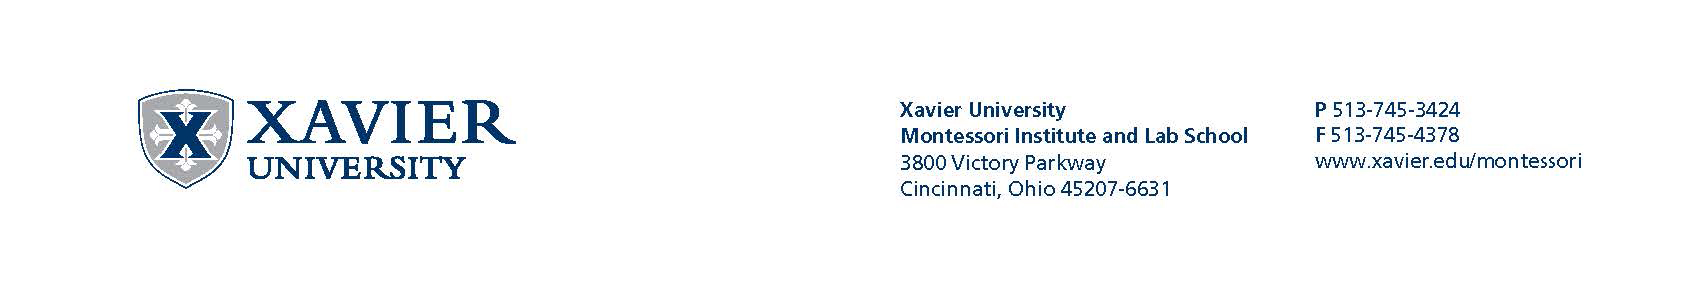 X
XAVIER
UNIVERSITY
Xavier University
Montessori Institute and Lab School
3800 Victory Parkway
Cincinnati, Ohio 45207-6631
P 513-745-3424
F 513-745-4378
www.xavier.edu/montessori